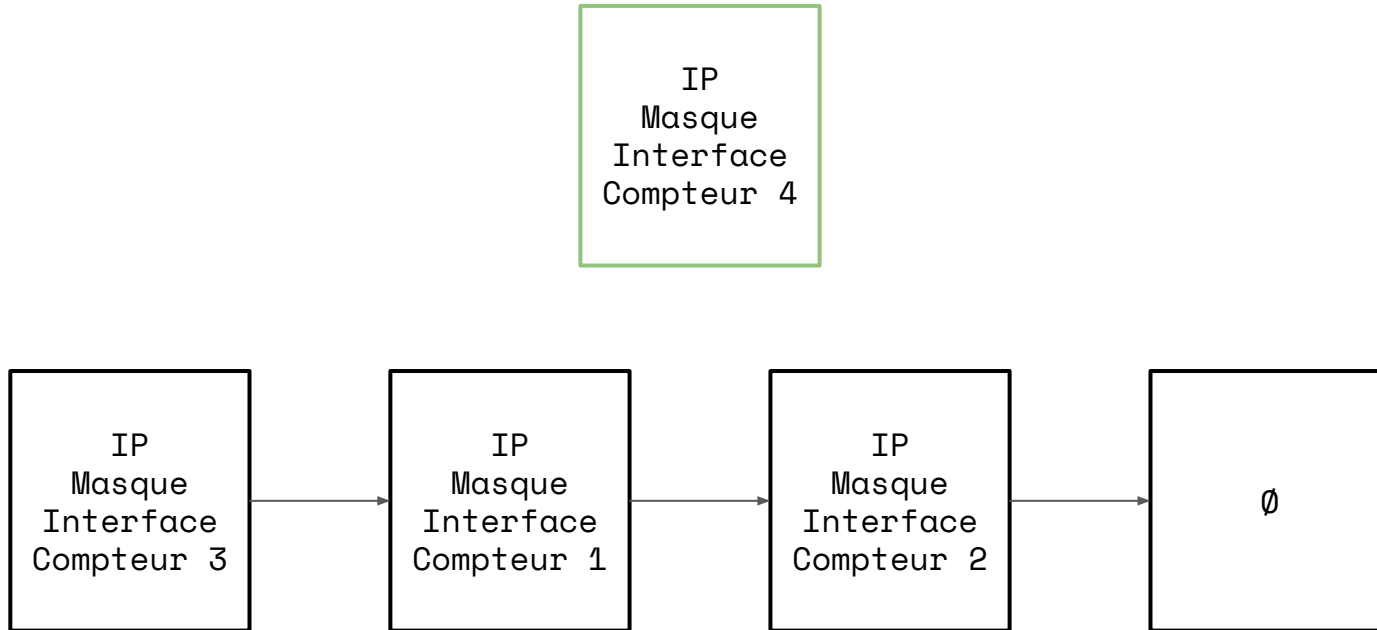 IP
Masque
Interface
Compteur 4
IP
Masque
Interface
Compteur 3
IP
Masque
Interface
Compteur 1
IP
Masque
Interface
Compteur 2
Ø